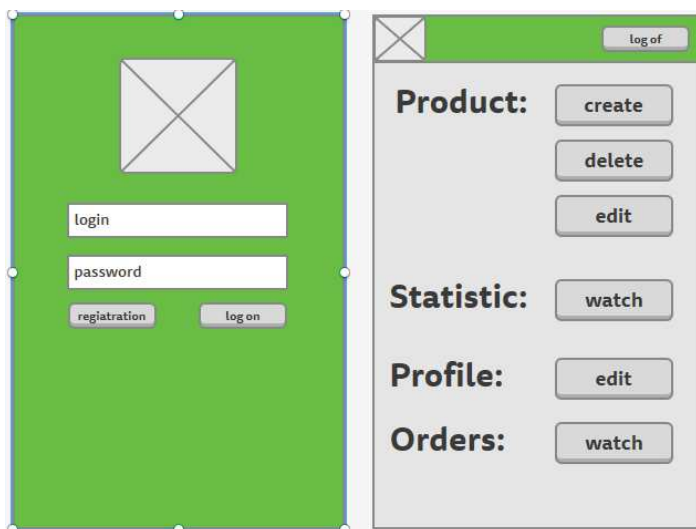 login
password
regiatration log on
log of
Product: create
delete
edit
Statistic: watch
Profile: edit
Orders: watch